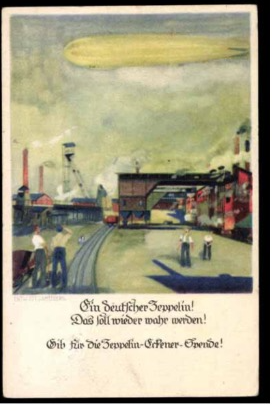 Ein deutscher Zeppelin!
Das soll wieder wahr werden!
Gib für die Zeppelin-Eckener-Spende!